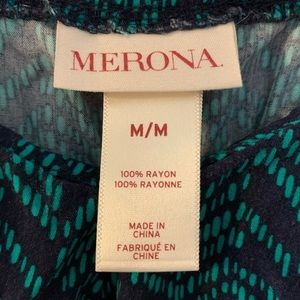 MERONA.
M/M
100% RAYON
100% RAYONNE
MADE IN
CHINA
FABRIQUÉ EN
CHINE